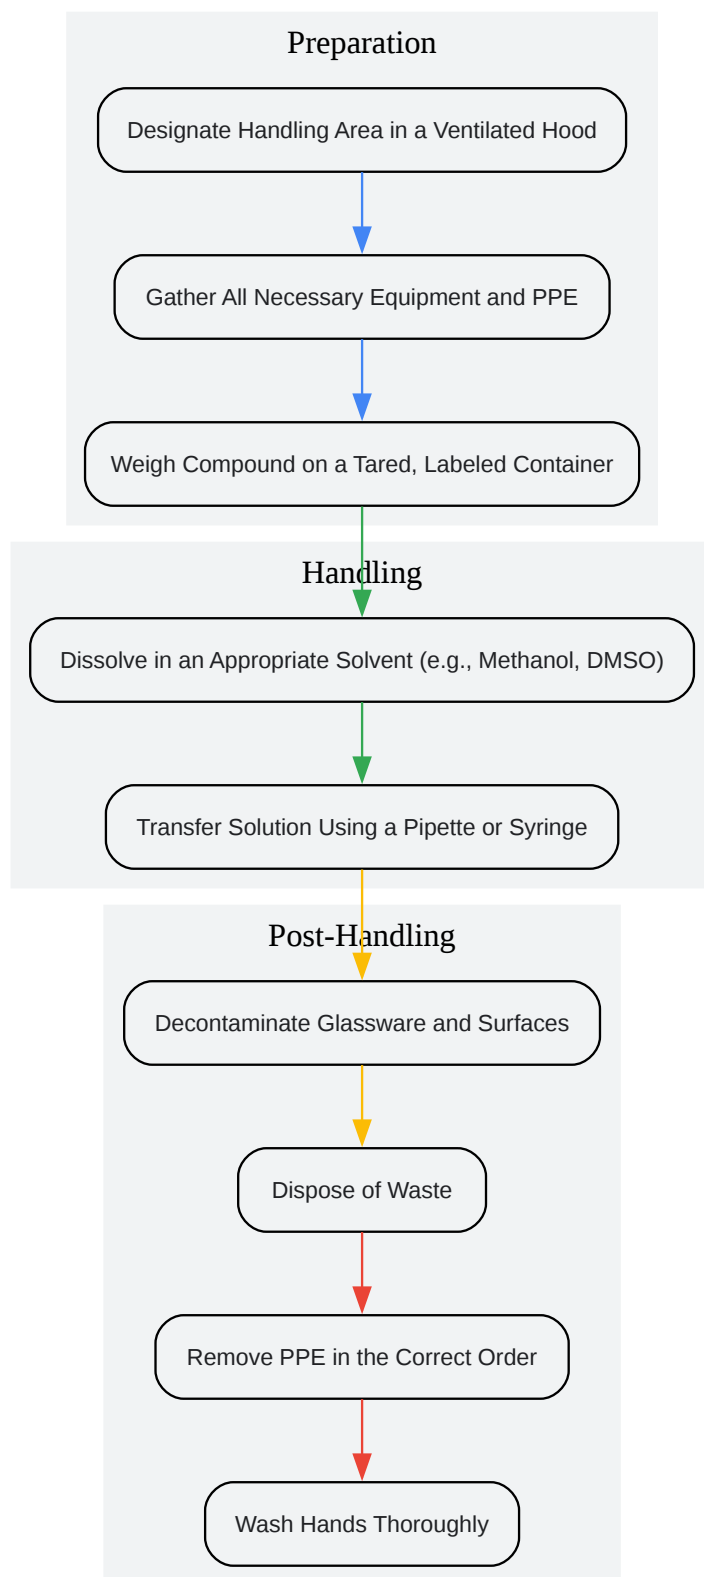 Preparation
Designate Handling Area in a Ventilated Hood
Gather All Necessary Equipment and PPE
Weigh Compound on a Tared, Labeled Container
Handling
Dissolve in an Appropriate Solvent (e.g., Methanol, DMSO)
Transfer Solution Using a Pipette or Syringe
Post-Handling
Decontaminate Glassware and Surfaces
Dispose of Waste
Remove PPE in the Correct Order
Wash Hands Thoroughly